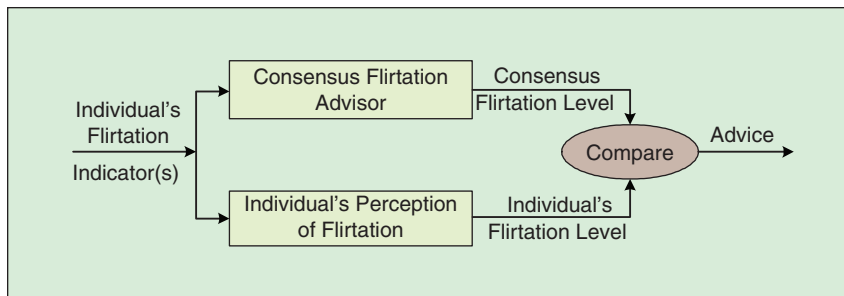 Individual's
Flirtation
Indicator(s)
Consensus Flirtation
Advisor
Consensus
Flirtation Level
Individual's Perception
of Flirtation
Individual's
Flirtation Level
Compare
Advice